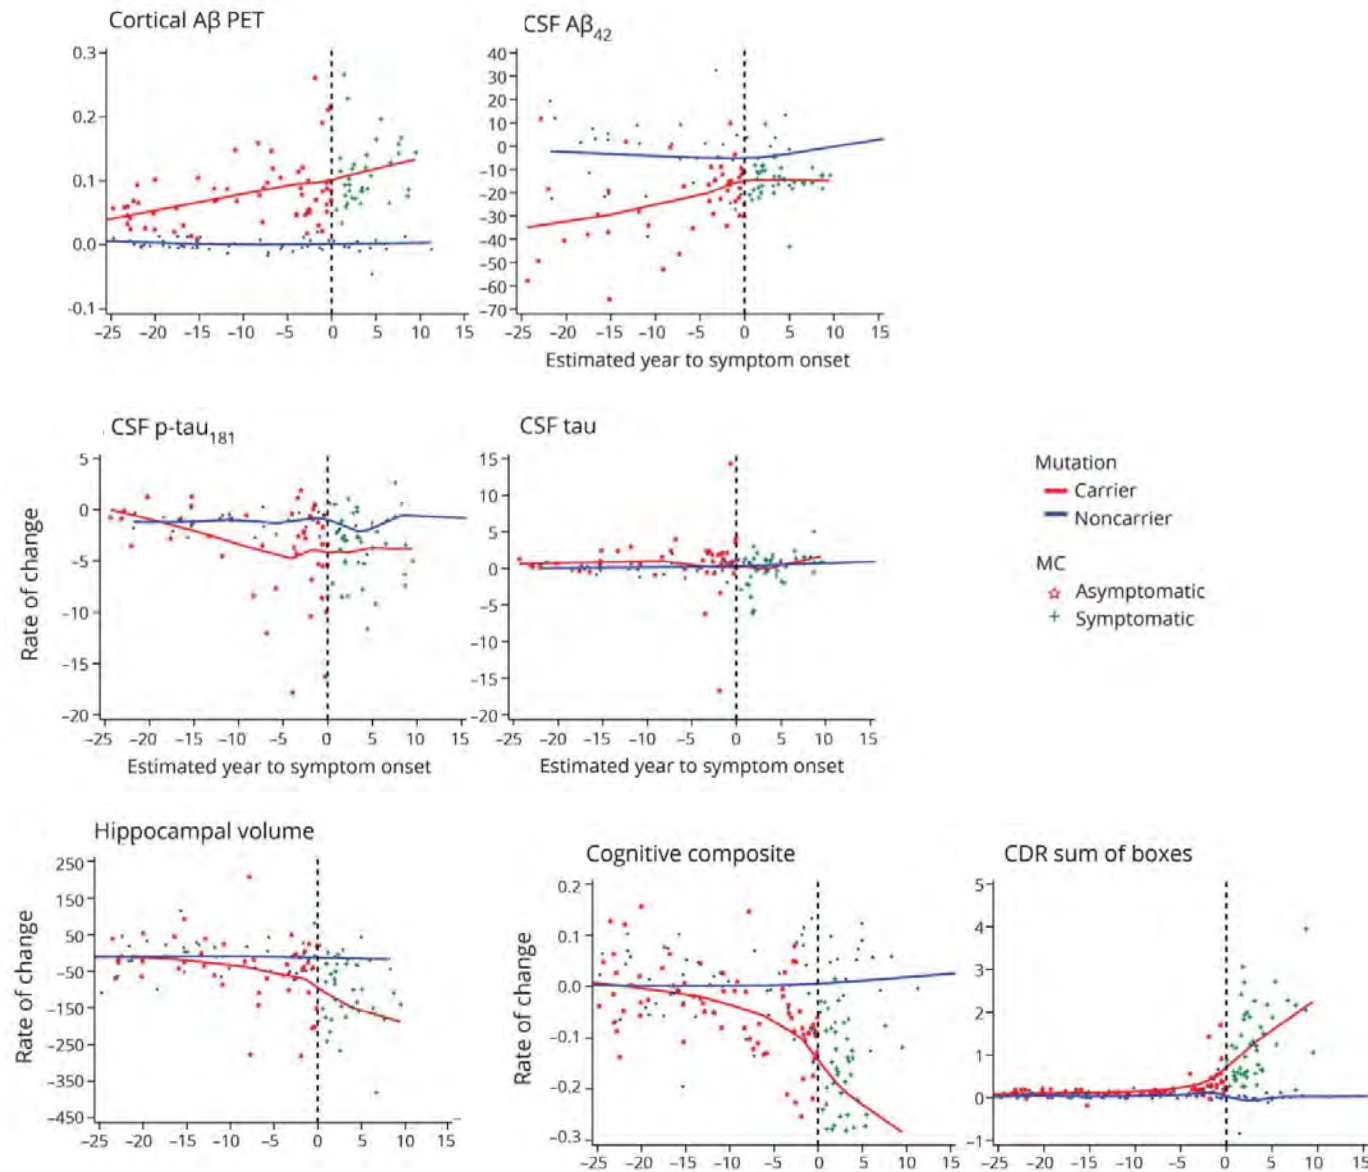 Cortical Aβ PET
0.3
0.2
0.1
0.0
-0.1
−25 −20 −15 −10 −5 0 5 10 15
CSF Aβ42
40
30
20
10
0
−10
−20
−30
−40
−50
−60
−70
−25 −20 −15 −10 −5 0 5 10 15
Estimated year to symptom onset
CSF p-tau181
Rate of change
5
0
−5
−10
−15
−20
−25 −20 −15 −10 −5 0 5 10 15
Estimated year to symptom onset
CSF tau
15
10
5
0
−5
−10
−15
−20
−25 −20 −15 −10 −5 0 5 10 15
Estimated year to symptom onset
Mutation
Carrier
Noncarrier
MC
Asymptomatic
Symptomatic
Hippocampal volume
Rate of change
250
150
50
−50
−150
−250
−350
−450
−25 −20 −15 −10 −5 0 5 10 15
Cognitive composite
Rate of change
0.2
0.1
0.0
−0.1
−0.2
−0.3
−25 −20 −15 −10 −5 0 5 10 15
CDR sum of boxes
5
4
3
2
1
0
−1
−25 −20 −15 −10 −5 0 5 10 15